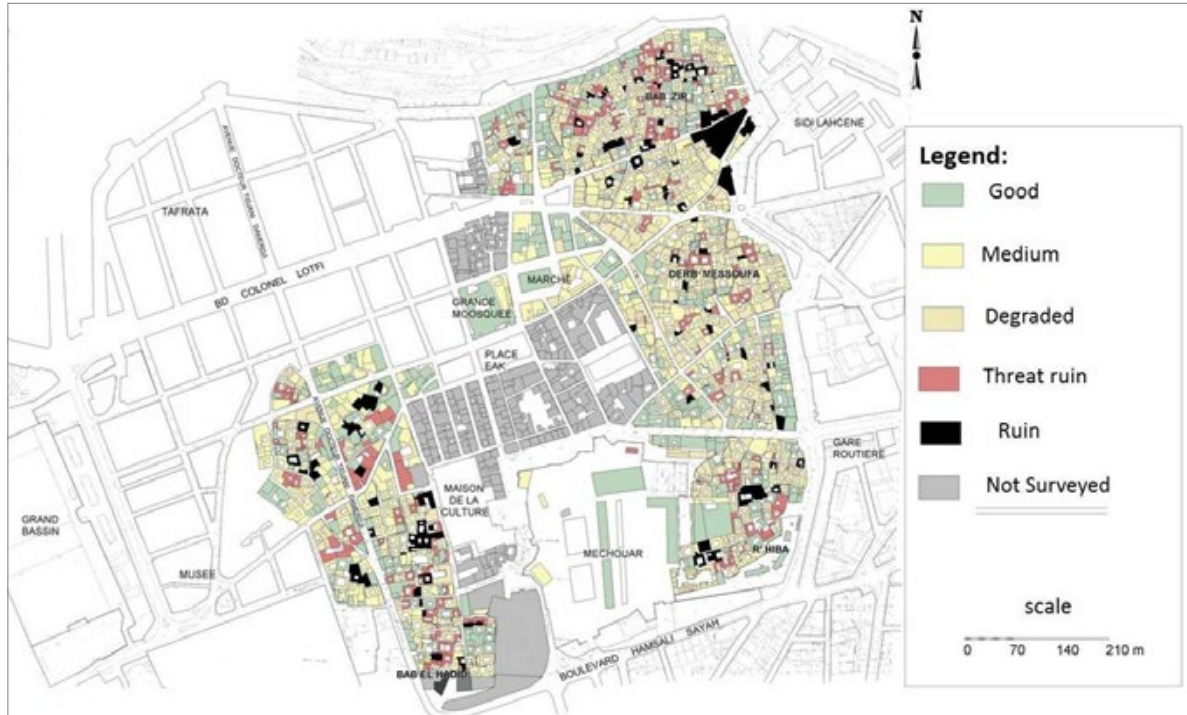 N
BAB ZIR
SIDI LAHCENE
AVENUE DOCTEUR TIDJANI DAMERDJI
TAFRATA
BD COLONEL LOTFI
DERB MESSOUFA
MARCHE
GRANDE
MOOSQUEE
PLACE
EAK
GARE
ROUTIERE
MAISON
DE LA
CULTURE
GRAND
BASSIN
MECHOUAR
R' HIBA
MUSEE
BOULEVARD HAMSALI SAYAH
BAB EL HADID
Legend:
Good
Medium
Degraded
Threat ruin
Ruin
Not Surveyed
scale
0 70 140 210 m